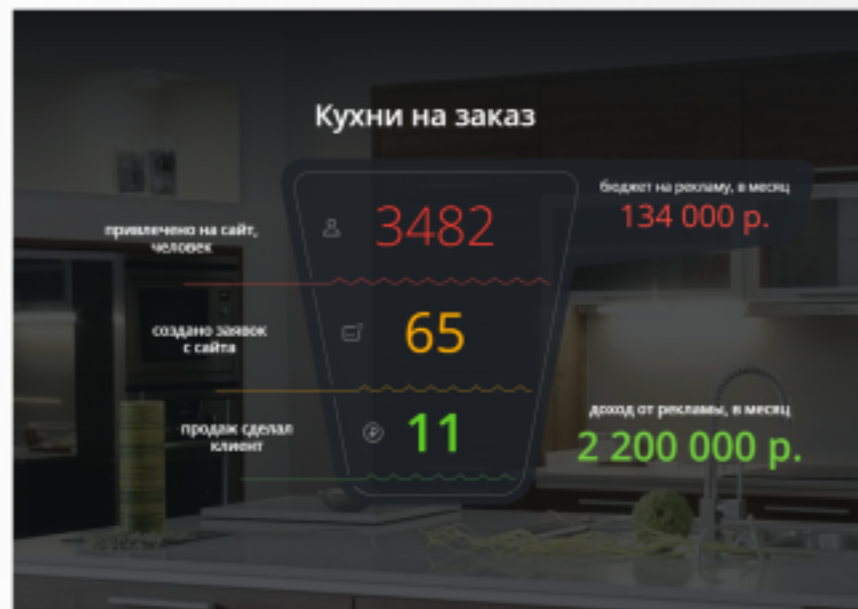 Кухни на заказ
бюджет на рекламу, в месяц
134 000 р.
привлечено на сайт,
человек
3482
создано заявок
с сайта
65
продаж сделал
клиент
11
доход от рекламы, в месяц
2 200 000 р.